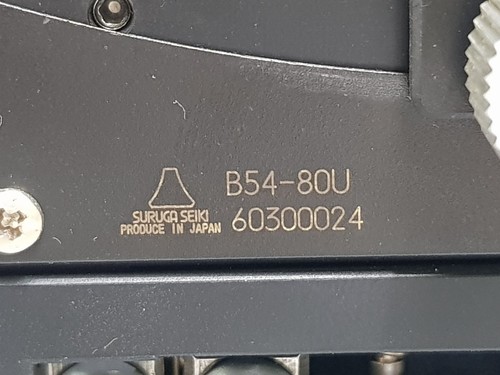 B54-80U
SURUGA SEIKI
PRODUCE IN JAPAN
60300024